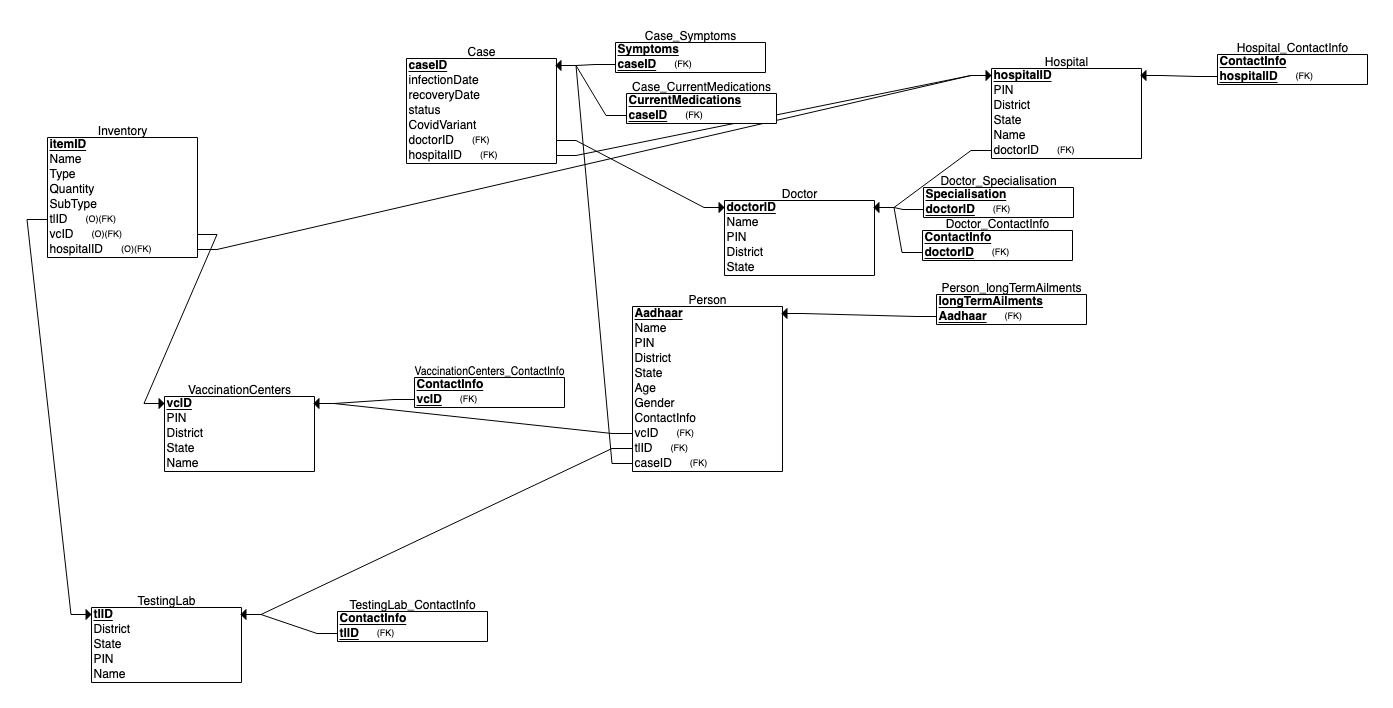 Case_Symptoms
Symptoms
caseID (FK)
Case
caseID
infectionDate
recoveryDate
status
CovidVariant
doctorID (FK)
hospitalID (FK)
Case_CurrentMedications
CurrentMedications
caseID (FK)
Hospital
hospitalID
PIN
District
State
Name
doctorID (FK)
Hospital_ContactInfo
ContactInfo
hospitalID (FK)
Inventory
itemID
Name
Type
Quantity
SubType
tlID (O)(FK)
vcID (O)(FK)
hospitalID (O)(FK)
Doctor
doctorID
Name
PIN
District
State
Doctor_Specialisation
Specialisation
doctorID (FK)
Doctor_ContactInfo
ContactInfo
doctorID (FK)
Person
Aadhaar
Name
PIN
District
State
Age
Gender
ContactInfo
vcID (FK)
tlID (FK)
caseID (FK)
Person_longTermAilments
longTermAilments
Aadhaar (FK)
VaccinationCenters
vcID
PIN
District
State
Name
VaccinationCenters_ContactInfo
ContactInfo
vcID (FK)
TestingLab
tlID
District
State
PIN
Name
TestingLab_ContactInfo
ContactInfo
tlID (FK)